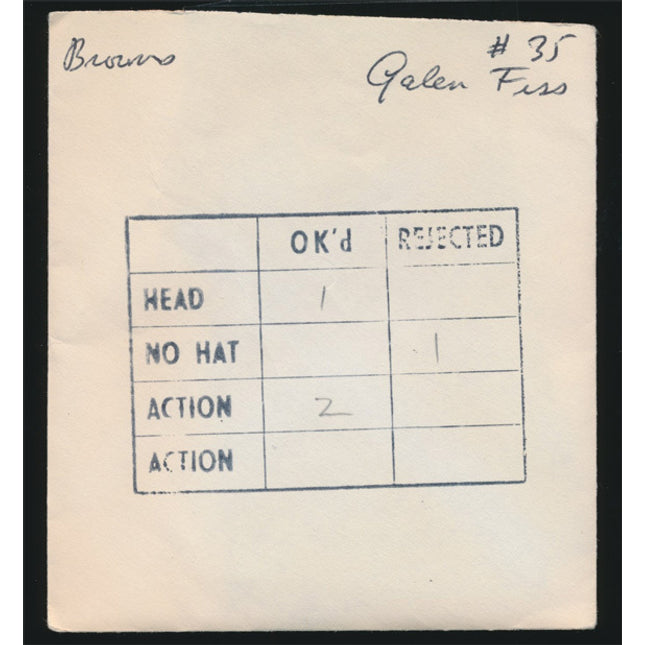 Browns
# 35
Galen Fiss
OK'd REJECTED
HEAD 1
NO HAT 1
ACTION 2
ACTION